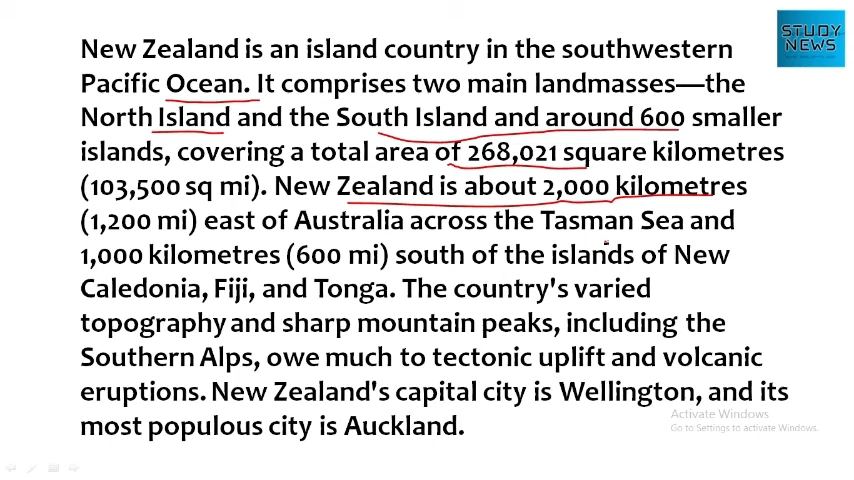 STUDY
NEWS
New Zealand is an island country in the southwestern
Pacific Ocean. It comprises two main landmasses—the
North Island and the South Island and around 600 smaller
islands, covering a total area of 268,021 square kilometres
(103,500 sq mi). New Zealand is about 2,000 kilometres
(1,200 mi) east of Australia across the Tasman Sea and
1,000 kilometres (600 mi) south of the islands of New
Caledonia, Fiji, and Tonga. The country's varied
topography and sharp mountain peaks, including the
Southern Alps, owe much to tectonic uplift and volcanic
eruptions. New Zealand's capital city is Wellington, and its
most populous city is Auckland.
Activate Windows
Go to Settings to activate Windows.